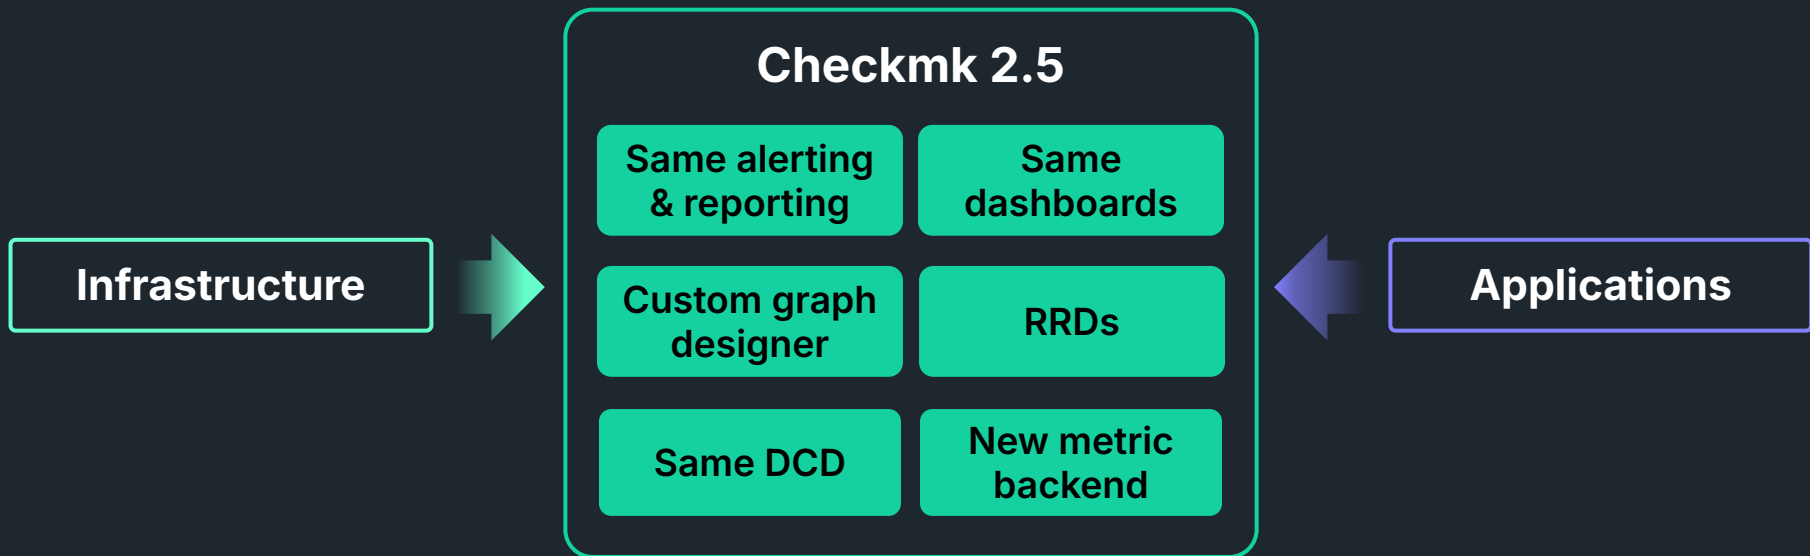 Checkmk 2.5
Same alerting
& reporting
Same
dashboards
Infrastructure
Custom graph
designer
RRDs
Applications
Same DCD
New metric
backend